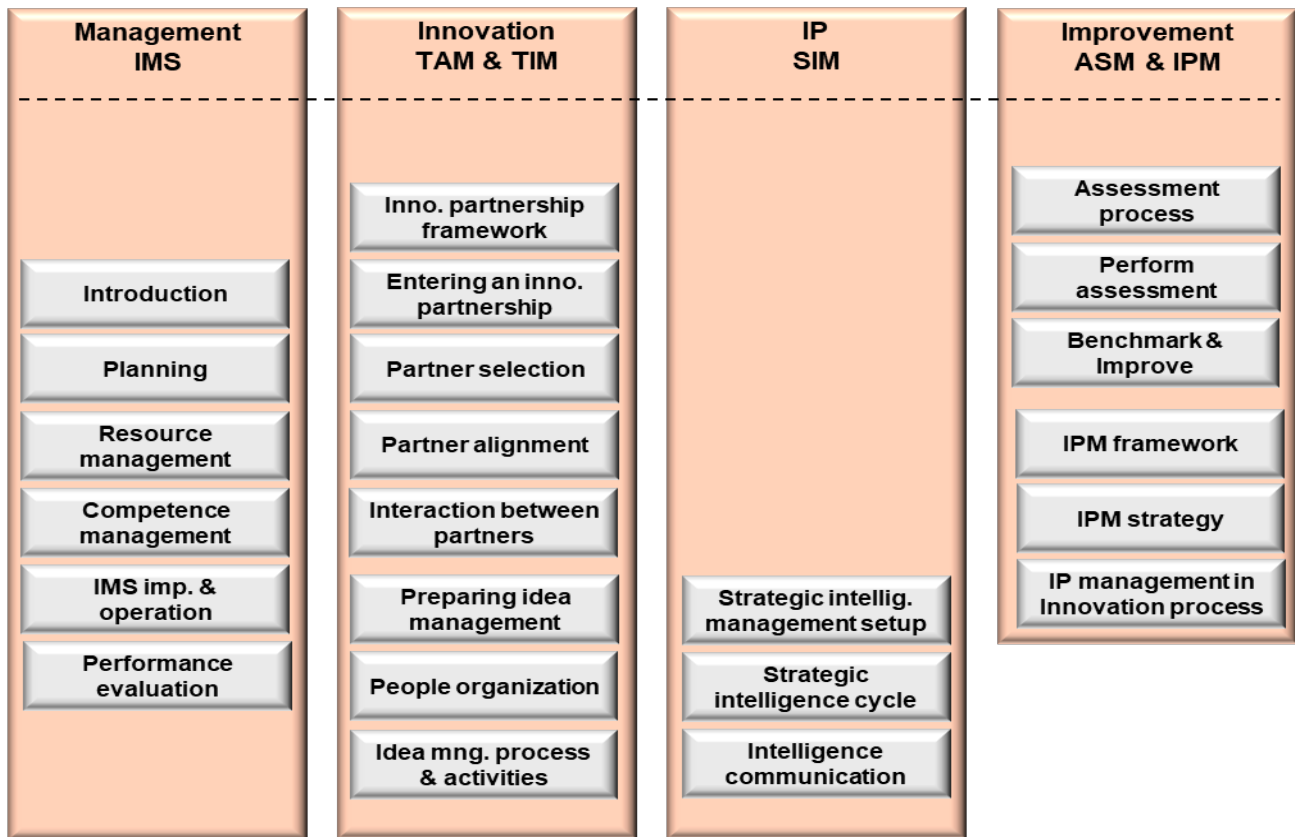 Management
IMS
Introduction
Planning
Resource
management
Competence
management
IMS imp. &
operation
Performance
evaluation
Innovation
TAM & TIM
Inno. partnership
framework
Entering an inno.
partnership
Partner selection
Partner alignment
Interaction between
partners
Preparing idea
management
People organization
Idea mng. process
& activities
IP
SIM
Strategic intellig.
management setup
Strategic
intelligence cycle
Intelligence
communication
Improvement
ASM & IPM
Assessment
process
Perform
assessment
Benchmark &
Improve
IPM framework
IPM strategy
IP management in
Innovation process